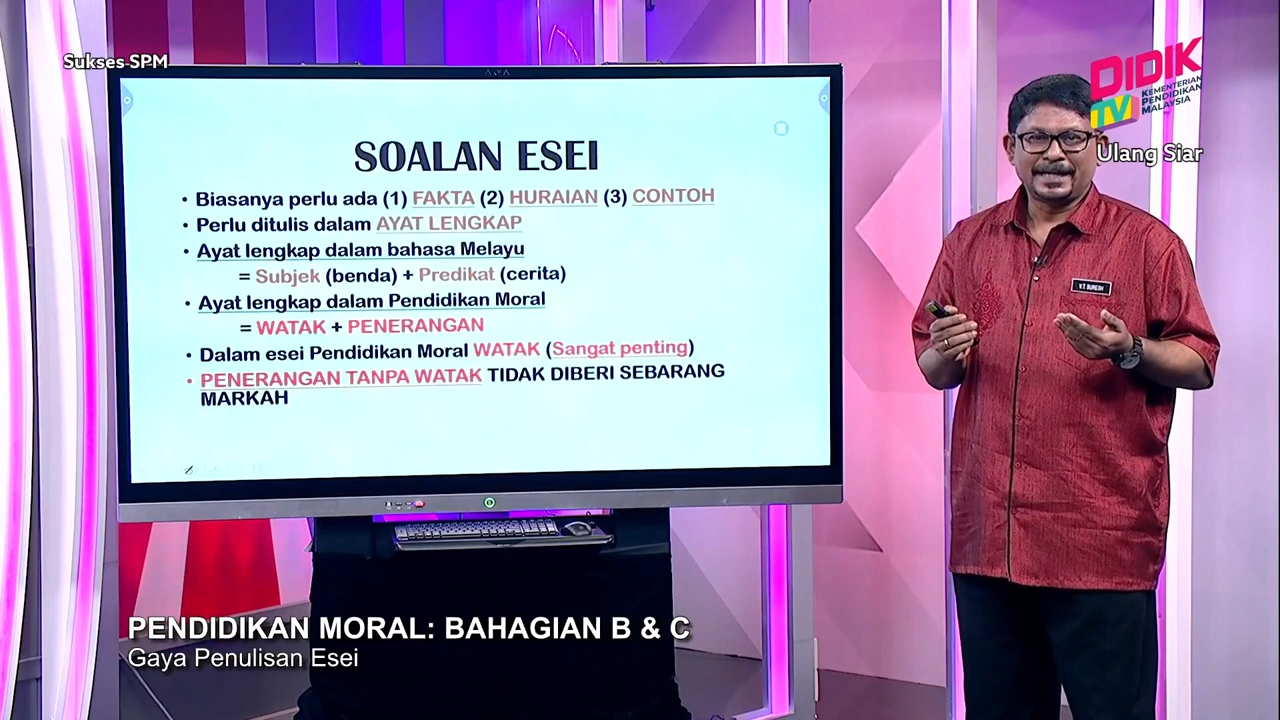 Sukses SPM
DIDIK
TV
KEMENTERIAN
PENDIDIKAN
MALAYSIA
Ulang Siar
SOALAN ESEI
• Biasanya perlu ada (1) FAKTA (2) HURAIAN (3) CONTOH
• Perlu ditulis dalam AYAT LENGKAP
• Ayat lengkap dalam bahasa Melayu
= Subjek (benda) + Predikat (cerita)
• Ayat lengkap dalam Pendidikan Moral
= WATAK + PENERANGAN
• Dalam esei Pendidikan Moral WATAK (Sangat penting)
• PENERANGAN TANPA WATAK TIDAK DIBERI SEBARANG
MARKAH
V.T SURESH
PENDIDIKAN MORAL: BAHAGIAN B & C
Gaya Penulisan Esei